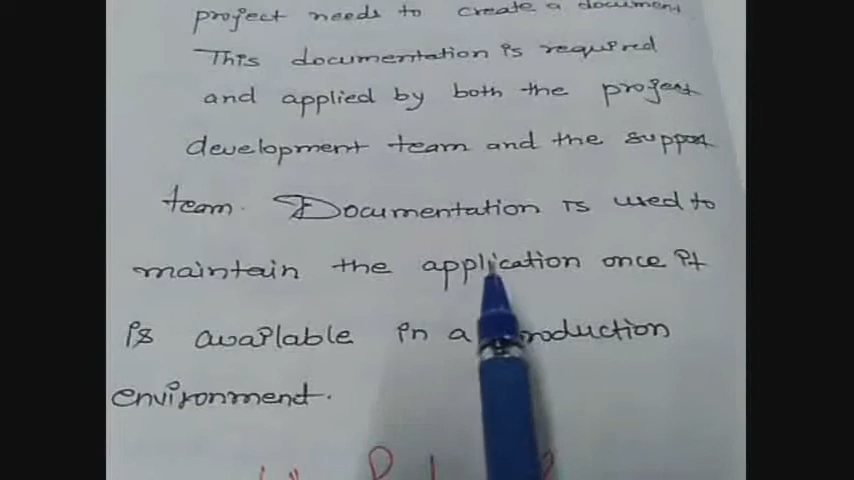 project needs to create a document
This documentation is required
and applied by both the project
development team and the support
team. Documentation is used to
maintain the application once it
is available in a production
environment.